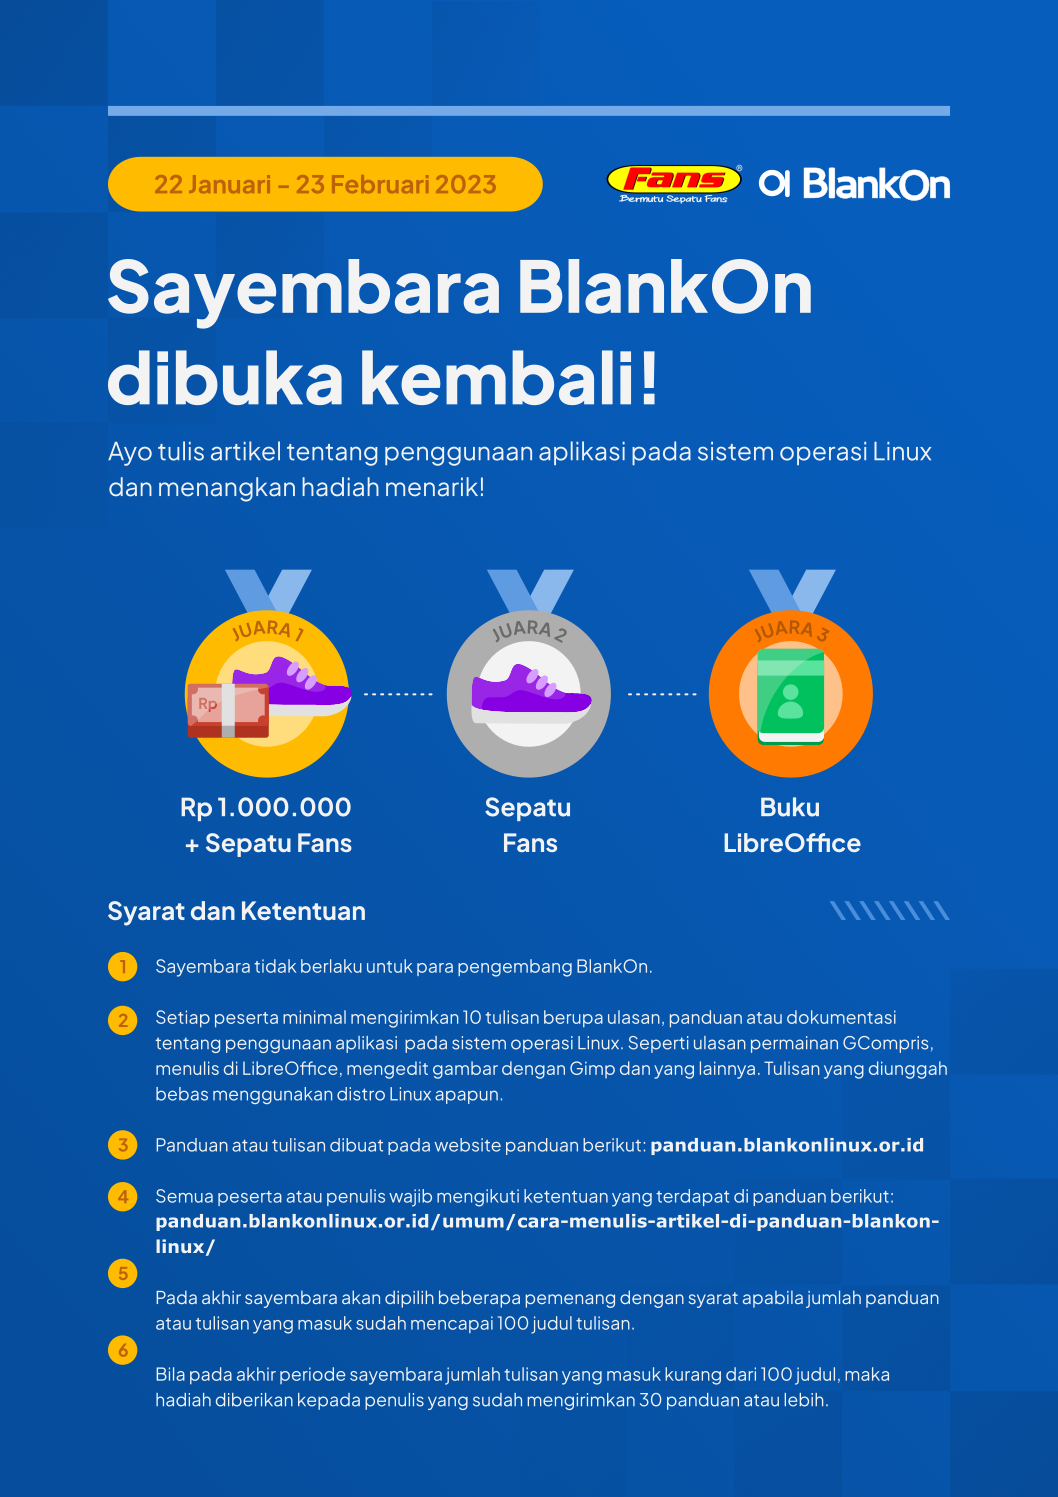 22 Januari - 23 Februari 2023
Fans®
Bermutu Sepatu Fans
BlankOn
Sayembara BlankOn
dibuka kembali!
Ayo tulis artikel tentang penggunaan aplikasi pada sistem operasi Linux
dan menangkan hadiah menarik!
JUARA 1
JUARA 2
JUARA 3
Rp
Rp 1.000.000
+ Sepatu Fans
Sepatu
Fans
Buku
LibreOffice
Syarat dan Ketentuan
1 Sayembara tidak berlaku untuk para pengembang BlankOn.
2 Setiap peserta minimal mengirimkan 10 tulisan berupa ulasan, panduan atau dokumentasi
tentang penggunaan aplikasi  pada sistem operasi Linux. Seperti ulasan permainan GCompris,
menulis di LibreOffice, mengedit gambar dengan Gimp dan yang lainnya. Tulisan yang diunggah
bebas menggunakan distro Linux apapun.
3 Panduan atau tulisan dibuat pada website panduan berikut: panduan.blankonlinux.or.id
4 Semua peserta atau penulis wajib mengikuti ketentuan yang terdapat di panduan berikut:
panduan.blankonlinux.or.id/umum/cara-menulis-artikel-di-panduan-blankon-
linux/
5
Pada akhir sayembara akan dipilih beberapa pemenang dengan syarat apabila jumlah panduan
atau tulisan yang masuk sudah mencapai 100 judul tulisan.
6
Bila pada akhir periode sayembara jumlah tulisan yang masuk kurang dari 100 judul, maka
hadiah diberikan kepada penulis yang sudah mengirimkan 30 panduan atau lebih.